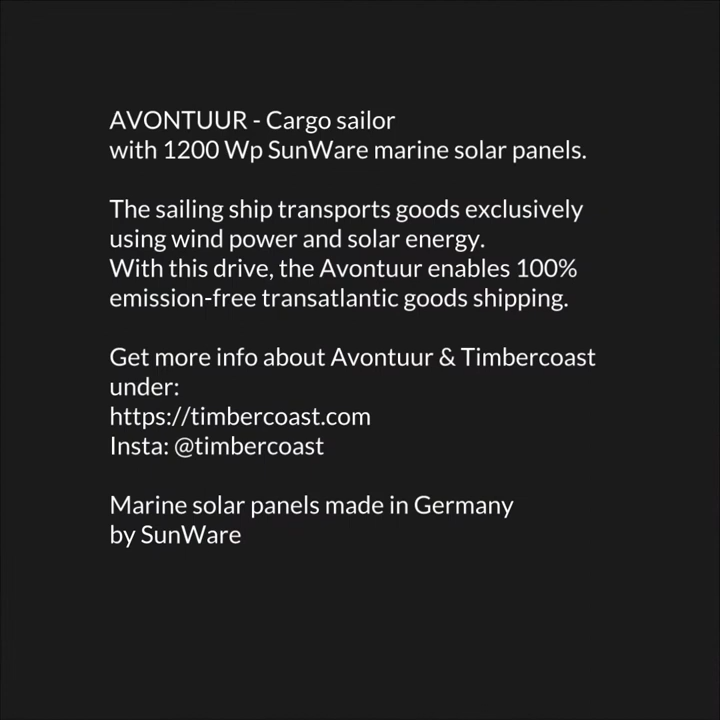 AVONTUUR - Cargo sailor
with 1200 Wp SunWare marine solar panels.
The sailing ship transports goods exclusively
using wind power and solar energy.
With this drive, the Avontuur enables 100%
emission-free transatlantic goods shipping.
Get more info about Avontuur & Timbercoast
under:
https://timbercoast.com
Insta: @timbercoast
Marine solar panels made in Germany
by SunWare